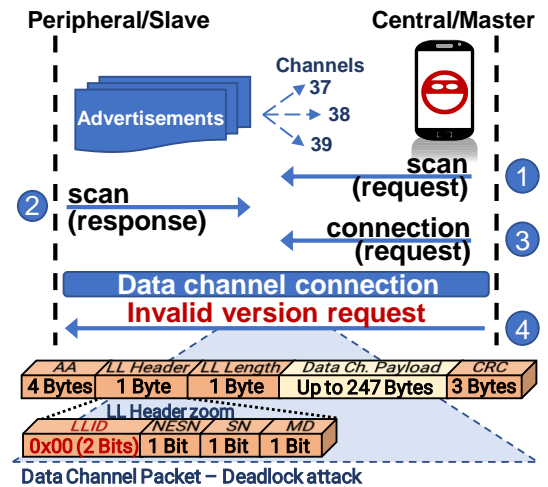 Peripheral/Slave
Central/Master
Channels
37
Advertisements
38
39
scan
(request)
1
2
scan
(response)
connection
(request)
3
Data channel connection
Invalid version request
4
AA
LL Header
LL Length
Data Ch. Payload
CRC
4 Bytes
1 Byte
1 Byte
Up to 247 Bytes
3 Bytes
LL Header zoom
LLID
NESN
SN
MD
0x00 (2 Bits)
1 Bit
1 Bit
1 Bit
Data Channel Packet – Deadlock attack